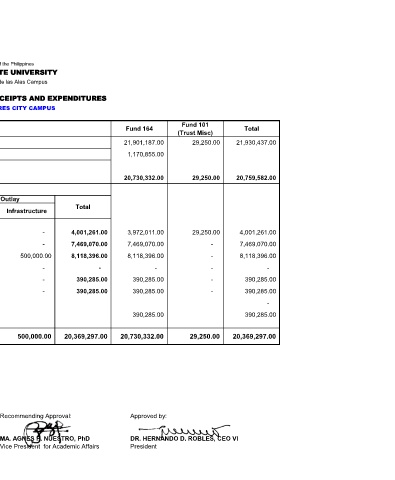 f the Philippines
TE UNIVERSITY
de las Alas Campus
CEIPTS AND EXPENDITURES
RES CITY CAMPUS
Fund 164 Fund 101 (Trust Misc) Total
21,901,187.00 29,250.00 21,930,437.00
1,170,855.00
20,730,332.00 29,250.00 20,759,582.00
Outlay
Infrastructure Total
- 4,001,261.00 3,972,011.00 29,250.00 4,001,261.00
- 7,469,070.00 7,469,070.00 - 7,469,070.00
500,000.00 8,118,396.00 8,118,396.00 - 8,118,396.00
- - - - -
- 390,285.00 390,285.00 - 390,285.00
- 390,285.00 390,285.00 - 390,285.00
-
390,285.00 390,285.00
500,000.00 20,369,297.00 20,730,332.00 29,250.00 20,369,297.00
Recommending Approval: Approved by:
MA. AGNES P. NUESTRO, PhD DR. HERNANDO D. ROBLES, CEO VI
Vice President for Academic Affairs President